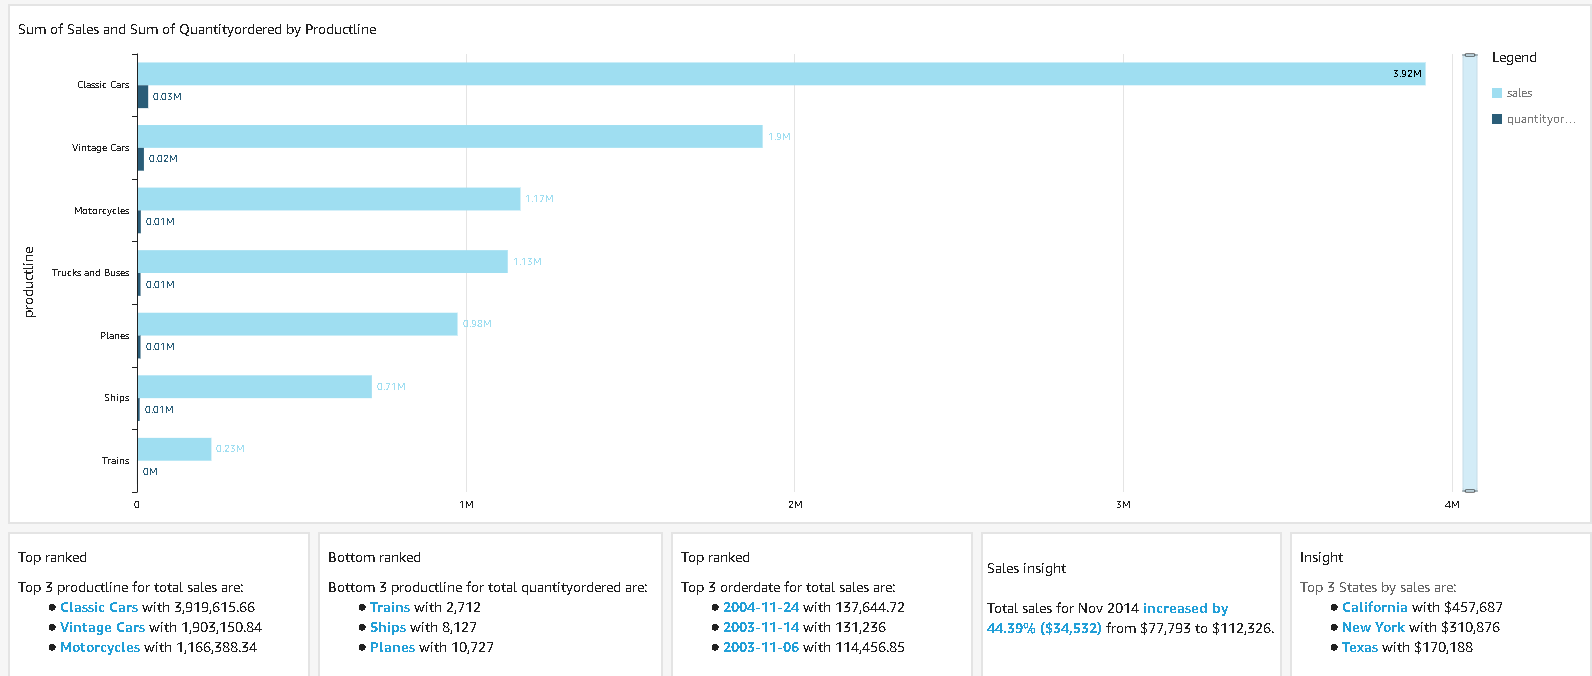 Sum of Sales and Sum of Quantityordered by Productline
Legend
sales
quantityor...
productline
Classic Cars
3.92M
0.03M
Vintage Cars
1.9M
0.02M
Motorcycles
1.17M
0.01M
Trucks and Buses
1.13M
0.01M
Planes
0.98M
0.01M
Ships
0.71M
0.01M
Trains
0.23M
0M
0 1M 2M 3M 4M
Top ranked
Top 3 productline for total sales are:
● Classic Cars with 3,919,615.66
● Vintage Cars with 1,903,150.84
● Motorcycles with 1,166,388.34
Bottom ranked
Bottom 3 productline for total quantityordered are:
● Trains with 2,712
● Ships with 8,127
● Planes with 10,727
Top ranked
Top 3 orderdate for total sales are:
● 2004-11-24 with 137,644.72
● 2003-11-14 with 131,236
● 2003-11-06 with 114,456.85
Sales insight
Total sales for Nov 2014 increased by
44.39% ($34,532) from $77,793 to $112,326.
Insight
Top 3 States by sales are:
● California with $457,687
● New York with $310,876
● Texas with $170,188